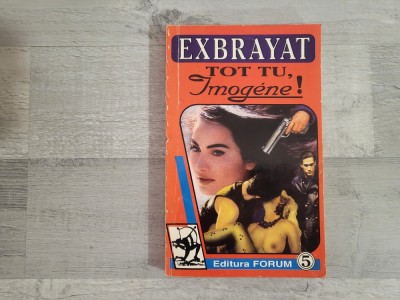 EXBRAYAT
TOT TU,
Imogéne!
Editura FORUM 5